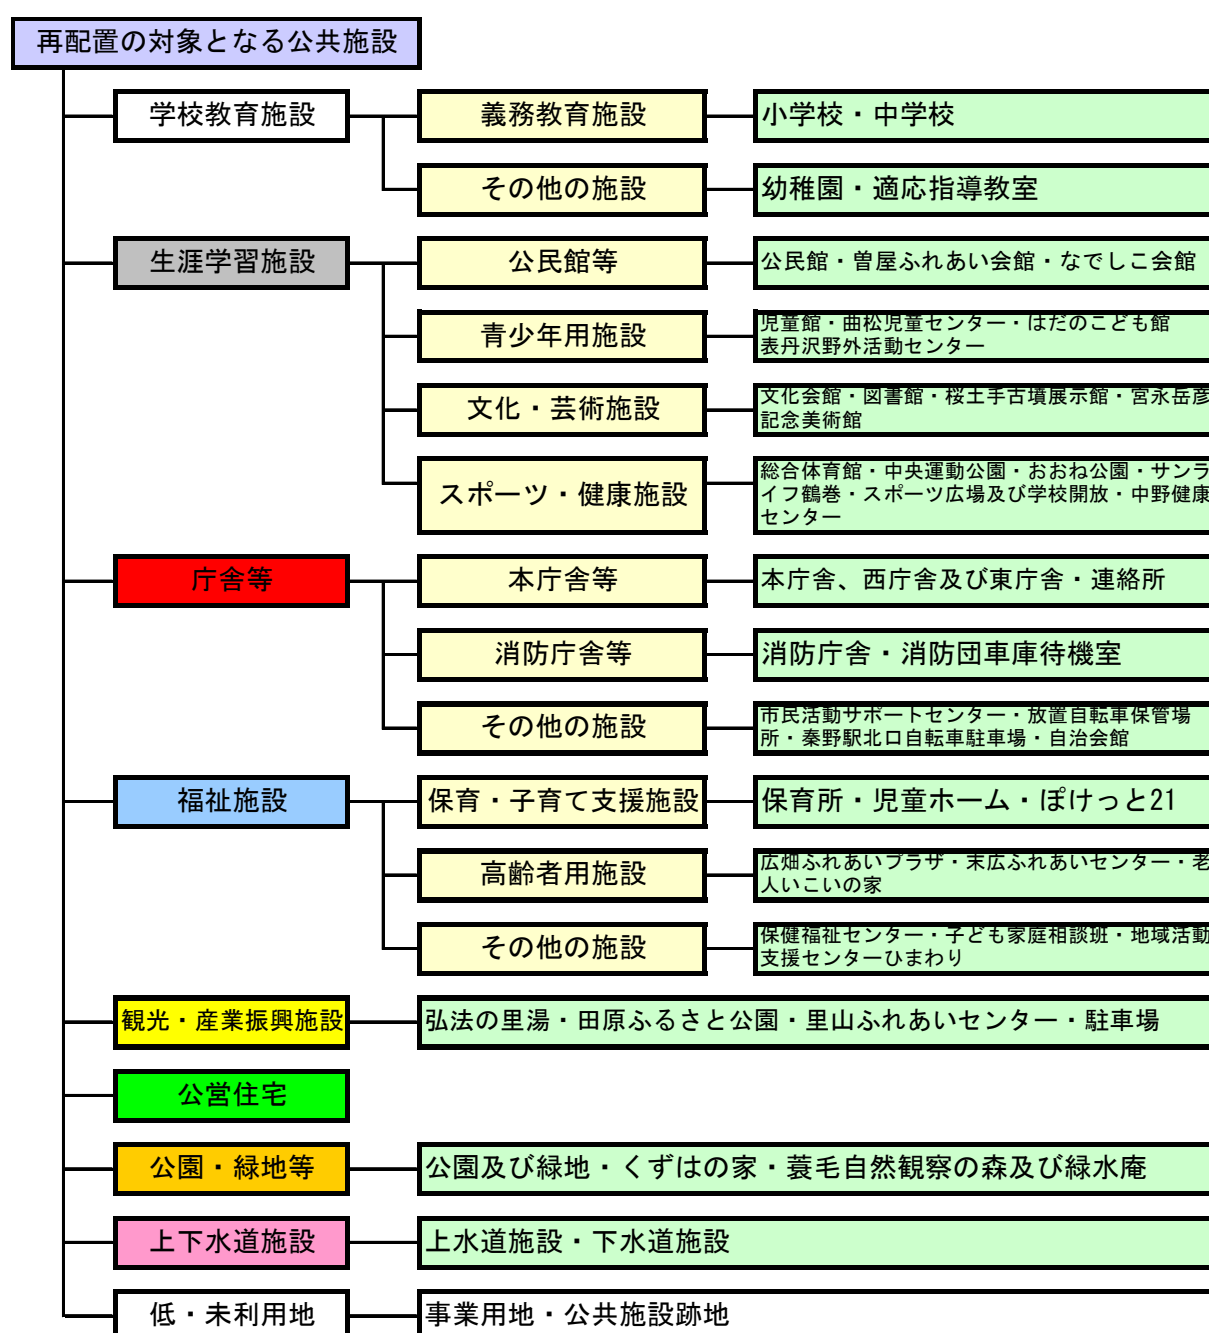 再配置の対象となる公共施設
学校教育施設
義務教育施設
小学校・中学校
その他の施設
幼稚園・適応指導教室
生涯学習施設
公民館等
公民館・曽屋ふれあい会館・なでしこ会館
青少年用施設
児童館・曲松児童センター・はだのこども館
表丹沢野外活動センター
文化・芸術施設
文化会館・図書館・桜土手古墳展示館・宮永岳彦
記念美術館
スポーツ・健康施設
総合体育館・中央運動公園・おおね公園・サンラ
イフ鶴巻・スポーツ広場及び学校開放・中野健康
センター
庁舎等
本庁舎等
本庁舎、西庁舎及び東庁舎・連絡所
消防庁舎等
消防庁舎・消防団車庫待機室
その他の施設
市民活動サポートセンター・放置自転車保管場
所・秦野駅北口自転車駐車場・自治会館
福祉施設
保育・子育て支援施設
保育所・児童ホーム・ぽけっと21
高齢者用施設
広畑ふれあいプラザ・末広ふれあいセンター・老
人いこいの家
その他の施設
保健福祉センター・子ども家庭相談班・地域活動
支援センターひまわり
観光・産業振興施設
弘法の里湯・田原ふるさと公園・里山ふれあいセンター・駐車場
公営住宅
公園・緑地等
公園及び緑地・くずはの家・蓑毛自然観察の森及び緑水庵
上下水道施設
上水道施設・下水道施設
低・未利用地
事業用地・公共施設跡地